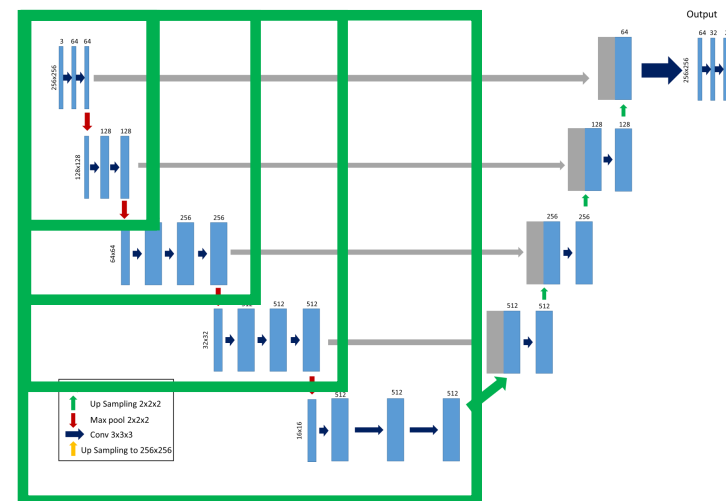 Output
3 64 64
256x256
64
64 32
256x256
128 128
128x128
128 128
256 256
64x64
256 256
512 512
32x32
512 512
512 512 512
16x16
Up Sampling 2x2x2
Max pool 2x2x2
Conv 3x3x3
Up Sampling to 256x256